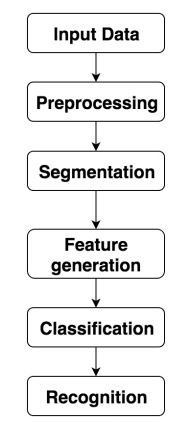 Input Data
Preprocessing
Segmentation
Feature
generation
Classification
Recognition